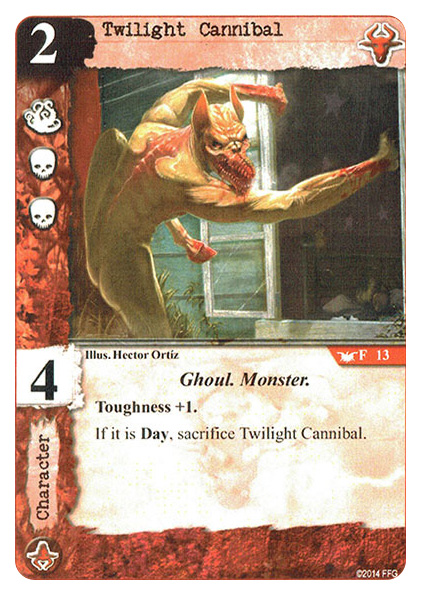 2
Twilight Cannibal
Illus. Hector Ortíz
F 13
4
Ghoul. Monster.
Toughness +1.
If it is Day, sacrifice Twilight Cannibal.
Character
©2014 FFG